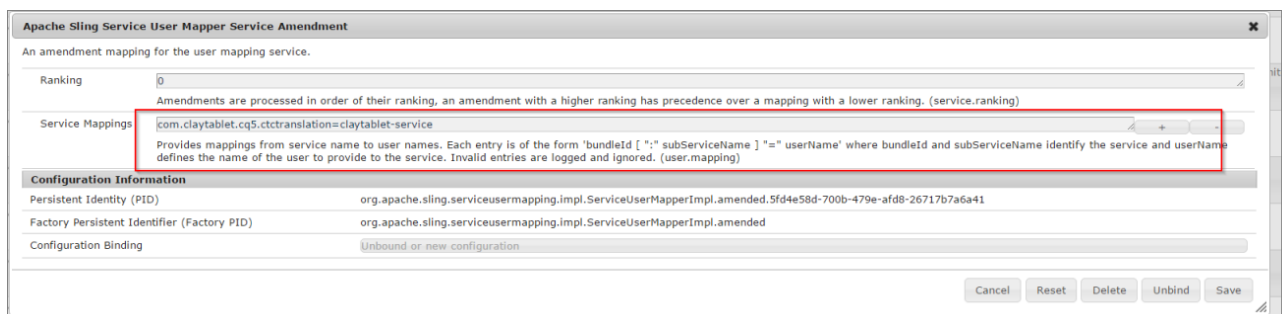 Apache Sling Service User Mapper Service Amendment
An amendment mapping for the user mapping service.
Ranking
0
Amendments are processed in order of their ranking, an amendment with a higher ranking has precedence over a mapping with a lower ranking. (service.ranking)
Service Mappings
com.claytablet.cq5.ctctranslation=claytablet-service
+ -
Provides mappings from service name to user names. Each entry is of the form 'bundleId [ ":" subServiceName ] "=" userName' where bundleId and subServiceName identify the service and userName
defines the name of the user to provide to the service. Invalid entries are logged and ignored. (user.mapping)
Configuration Information
Persistent Identity (PID) org.apache.sling.serviceusermapping.impl.ServiceUserMapperImpl.amended.5fd4e58d-700b-479e-afd8-26717b7a6a41
Factory Persistent Identifier (Factory PID) org.apache.sling.serviceusermapping.impl.ServiceUserMapperImpl.amended
Configuration Binding Unbound or new configuration
Cancel Reset Delete Unbind Save